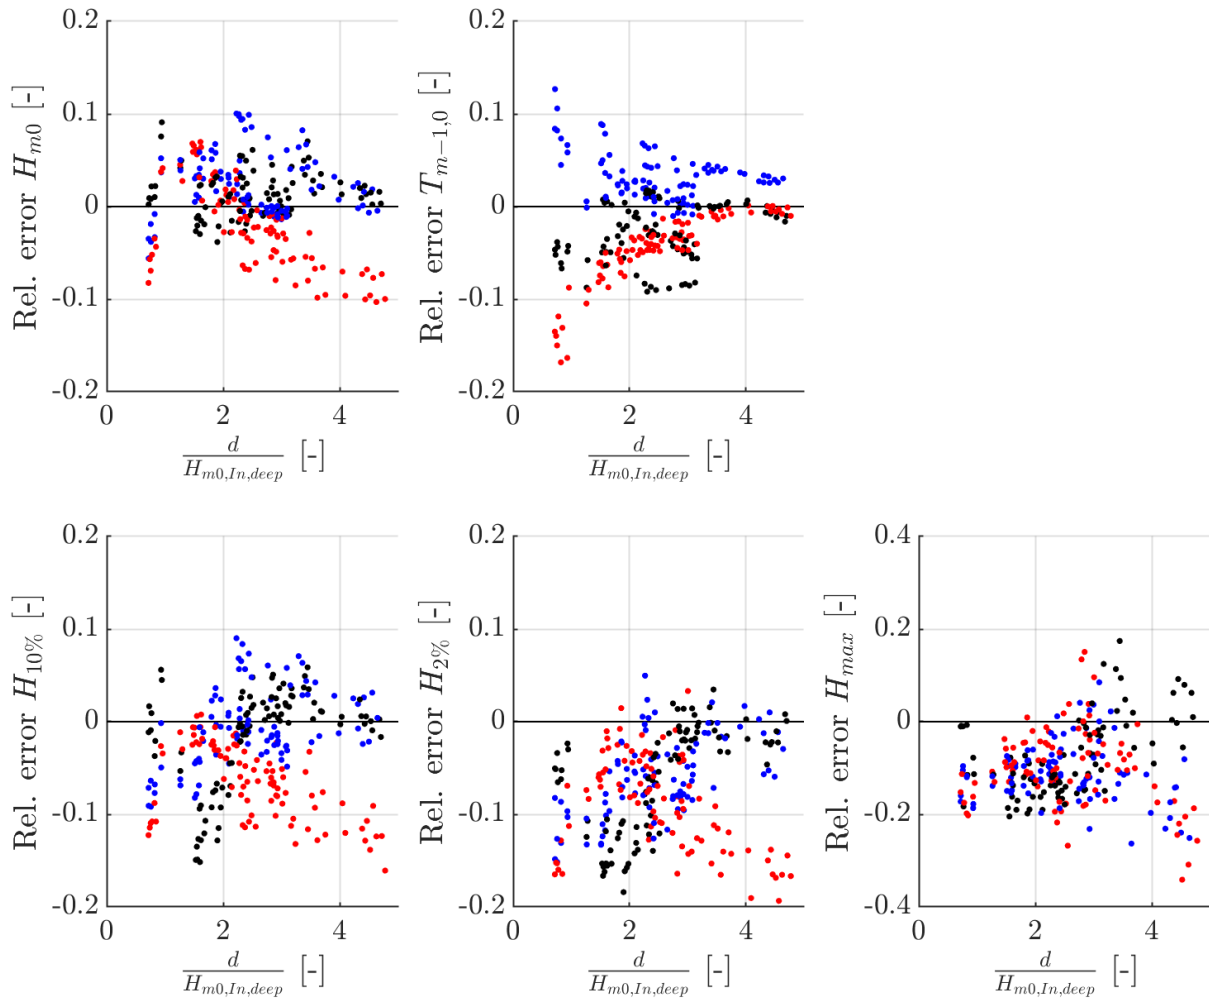 0.2
0.1
0
-0.1
-0.2
Rel. error H_{m0} [-]
0 2 4
\frac{d}{H_{m0,In,deep}} [-]
0.2
0.1
0
-0.1
-0.2
Rel. error T_{m-1,0} [-]
0 2 4
\frac{d}{H_{m0,In,deep}} [-]
0.2
0.1
0
-0.1
-0.2
Rel. error H_{10%} [-]
0 2 4
\frac{d}{H_{m0,In,deep}} [-]
0.2
0.1
0
-0.1
-0.2
Rel. error H_{2%} [-]
0 2 4
\frac{d}{H_{m0,In,deep}} [-]
0.4
0.2
0
-0.2
-0.4
Rel. error H_{max} [-]
0 2 4
\frac{d}{H_{m0,In,deep}} [-]